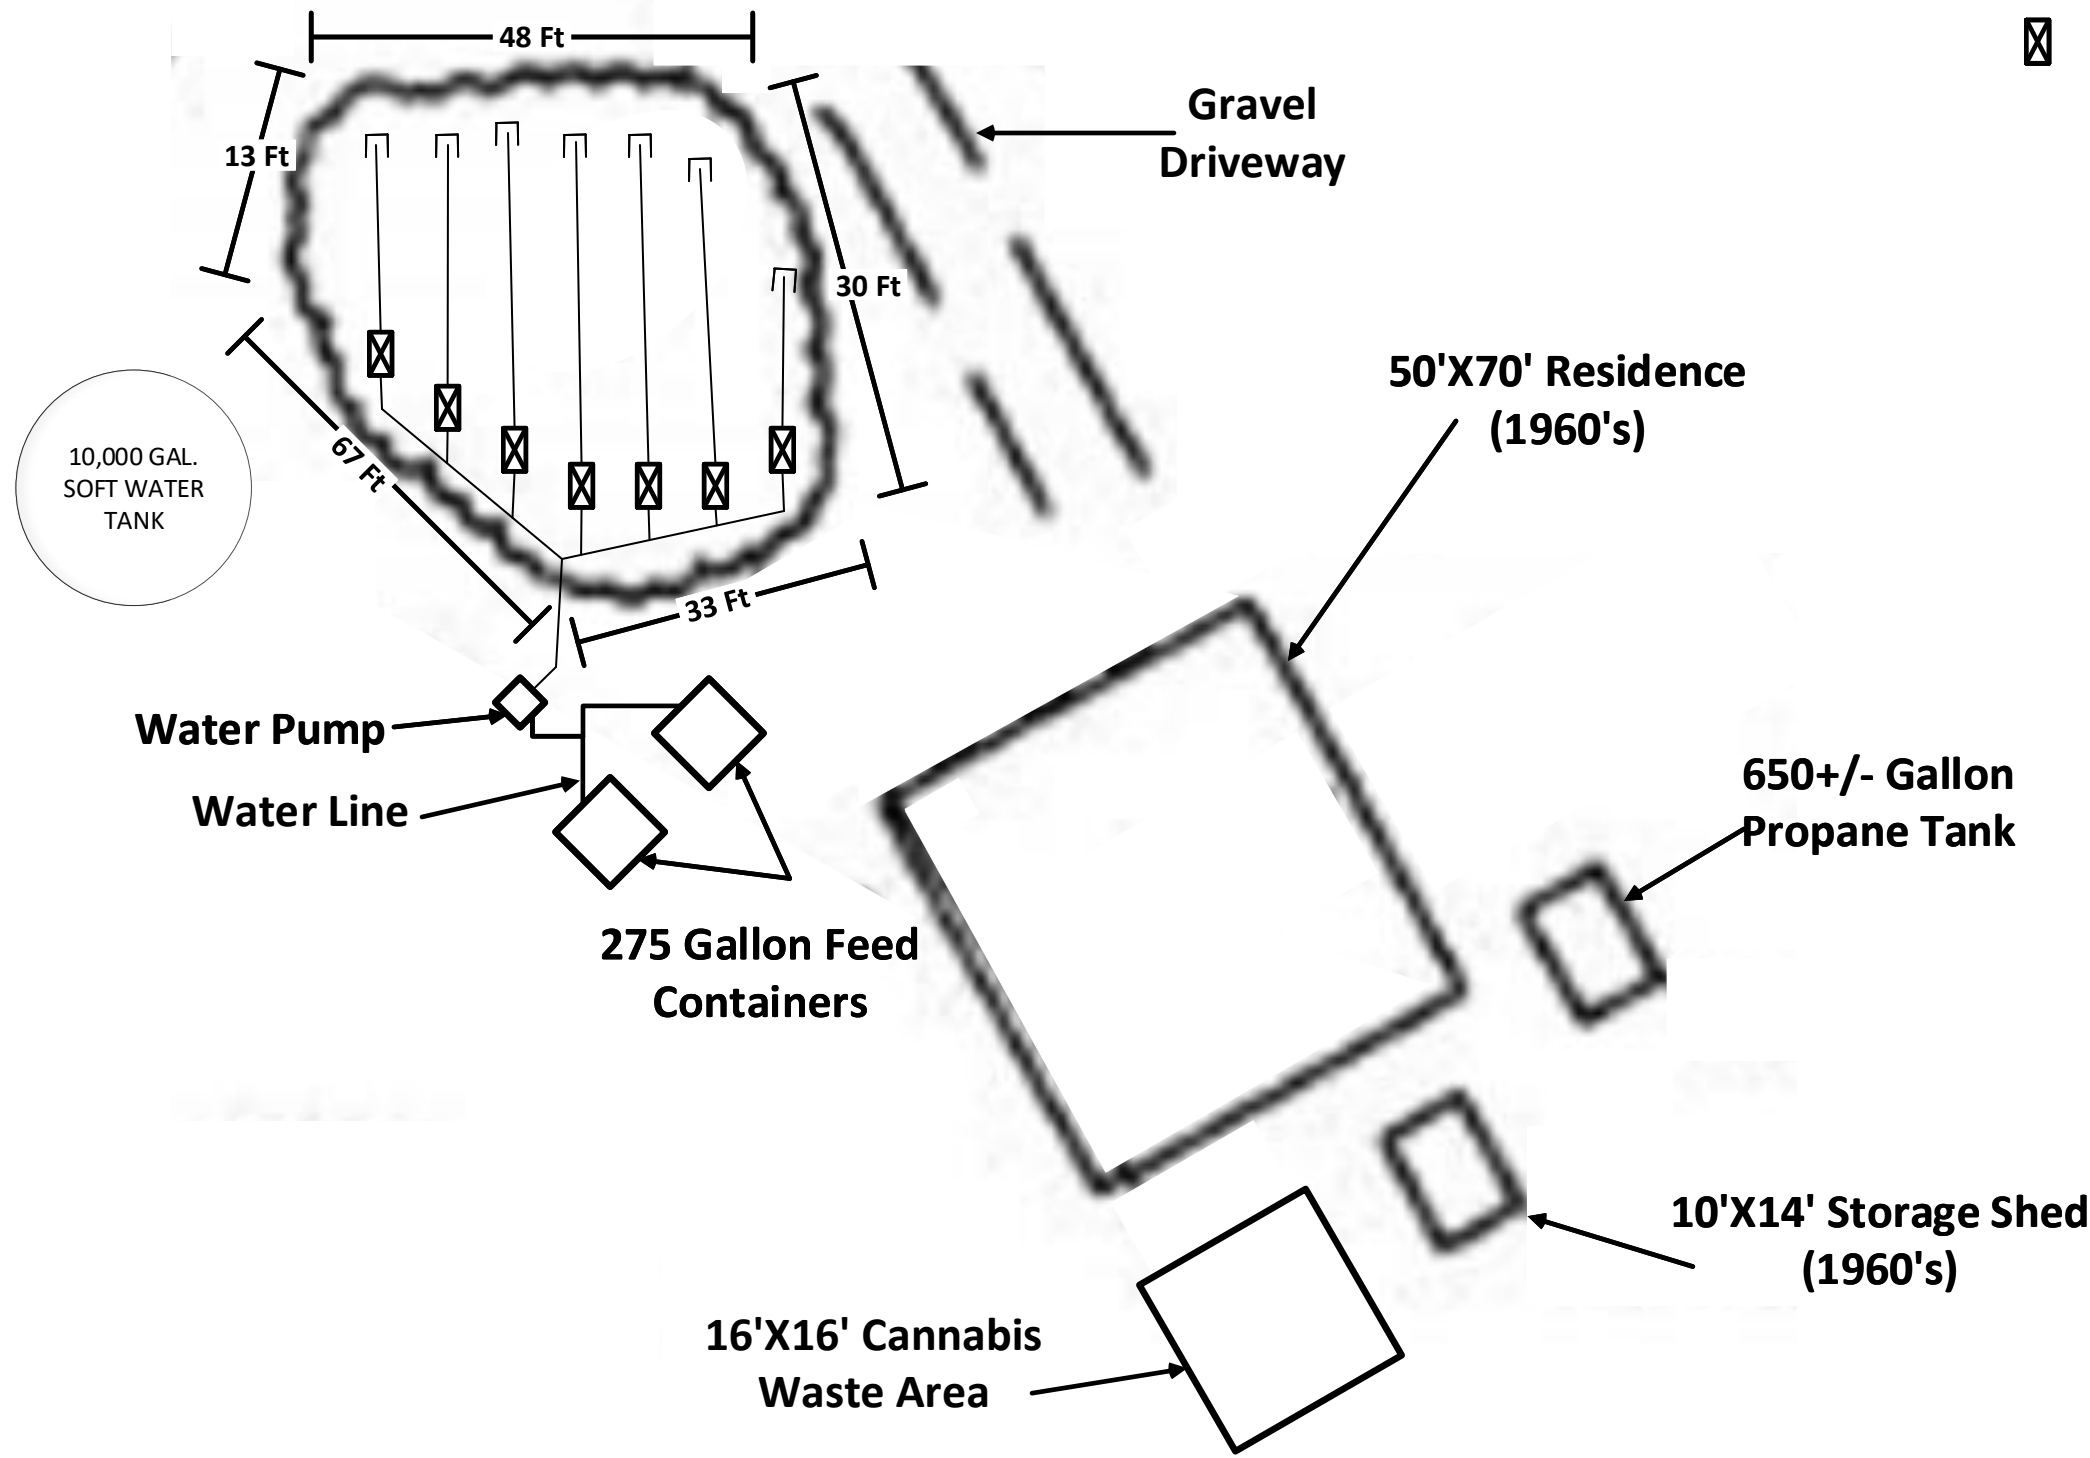 48 Ft
13 Ft
Gravel
Driveway
30 Ft
50'X70' Residence
(1960's)
10,000 GAL.
SOFT WATER
TANK
67 Ft
33 Ft
Water Pump
Water Line
650+/- Gallon
Propane Tank
275 Gallon Feed
Containers
10'X14' Storage Shed
(1960's)
16'X16' Cannabis
Waste Area